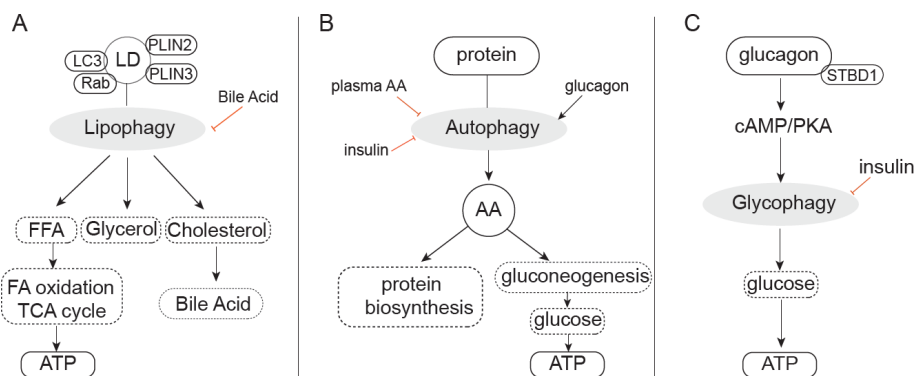 A
LC3
LD
PLIN2
PLIN3
Rab
Bile Acid
Lipophagy
FFA
Glycerol
Cholesterol
FA oxidation
TCA cycle
Bile Acid
ATP
B
protein
plasma AA
glucagon
Autophagy
insulin
AA
protein
biosynthesis
gluconeogenesis
glucose
ATP
C
glucagon
STBD1
cAMP/PKA
insulin
Glycophagy
glucose
ATP